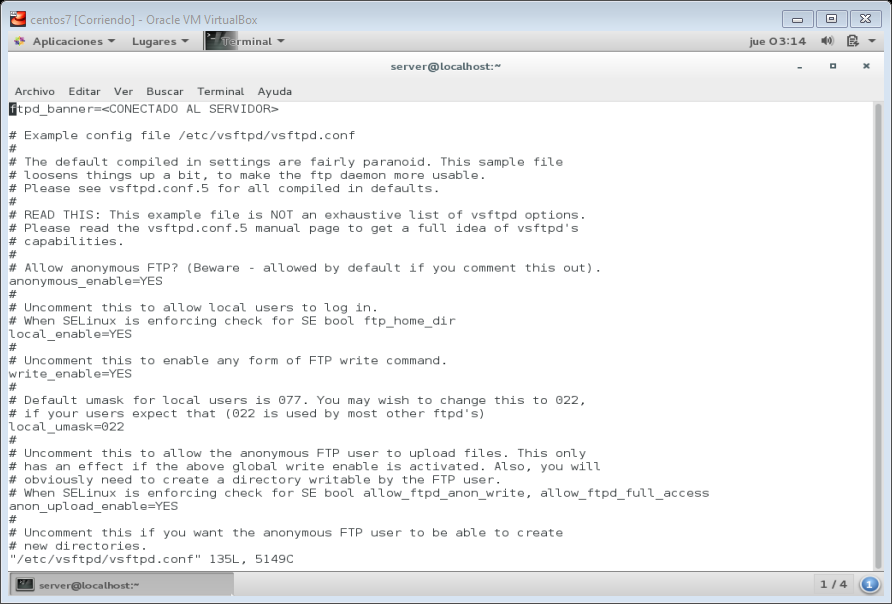 centos7 [Corriendo] - Oracle VM VirtualBox
Aplicaciones Lugares Terminal jue 03:14
server@localhost:~
Archivo Editar Ver Buscar Terminal Ayuda
ftpd_banner=<CONECTADO AL SERVIDOR>
# Example config file /etc/vsftpd/vsftpd.conf
#
# The default compiled in settings are fairly paranoid. This sample file
# loosens things up a bit, to make the ftp daemon more usable.
# Please see vsftpd.conf.5 for all compiled in defaults.
#
# READ THIS: This example file is NOT an exhaustive list of vsftpd options.
# Please read the vsftpd.conf.5 manual page to get a full idea of vsftpd's
# capabilities.
#
# Allow anonymous FTP? (Beware - allowed by default if you comment this out).
anonymous_enable=YES
#
# Uncomment this to allow local users to log in.
# When SELinux is enforcing check for SE bool ftp_home_dir
local_enable=YES
#
# Uncomment this to enable any form of FTP write command.
write_enable=YES
#
# Default umask for local users is 077. You may wish to change this to 022,
# if your users expect that (022 is used by most other ftpd's)
local_umask=022
#
# Uncomment this to allow the anonymous FTP user to upload files. This only
# has an effect if the above global write enable is activated. Also, you will
# obviously need to create a directory writable by the FTP user.
# When SELinux is enforcing check for SE bool allow_ftpd_anon_write, allow_ftpd_full_access
anon_upload_enable=YES
#
# Uncomment this if you want the anonymous FTP user to be able to create
# new directories.
"/etc/vsftpd/vsftpd.conf" 135L, 5149C
server@localhost:~ 1 / 4 1